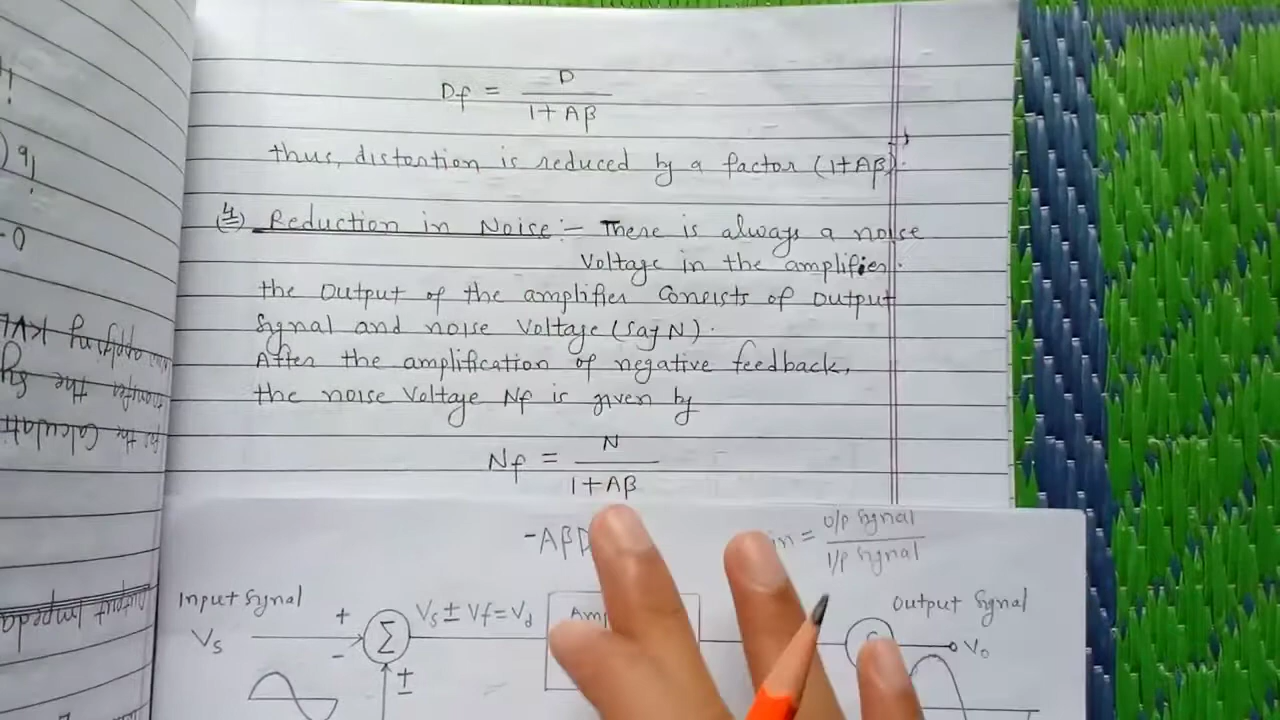 Df = D / 1 + Aβ
thus, distortion is reduced by a factor (1+Aβ).
(4) Reduction in Noise :- There is always a noise
Voltage in the amplifier.
the Output of the amplifier Consists of Output
Signal and noise Voltage (Say N).
After the amplification of negative feedback,
the noise Voltage Nf is given by
Nf = N / 1 + Aβ
-AβD
in = O/P Signal / I/P Signal
Input Signal
+
Vs ± Vf = Vd
Amp
Output Signal
Vs
Σ
Vo
-
±